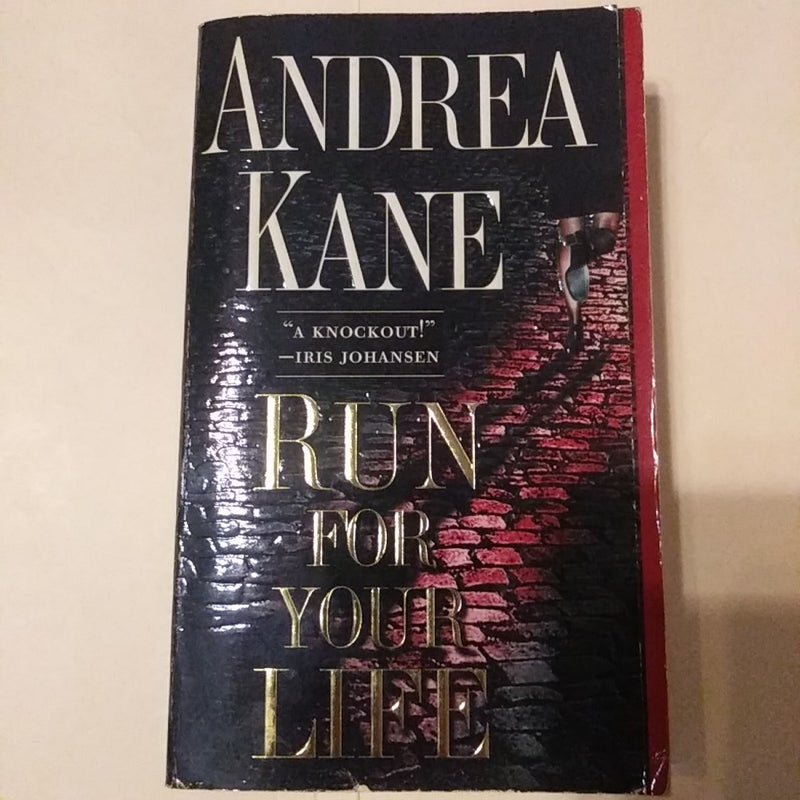 ANDREA
KANE
“A KNOCKOUT!”
—IRIS JOHANSEN
RUN
FOR
YOUR
LIFE